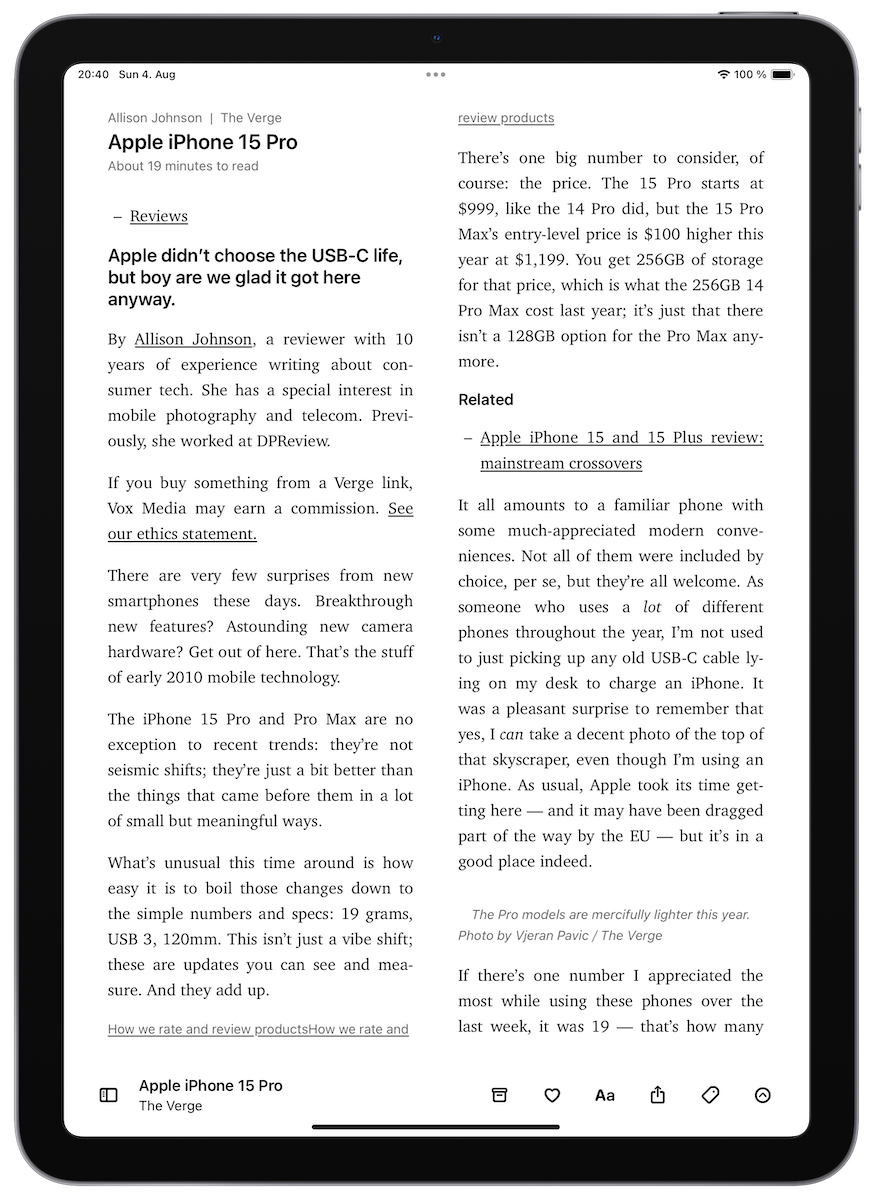 20:40 Sun 4. Aug
100 %
Allison Johnson | The Verge
Apple iPhone 15 Pro
About 19 minutes to read
– Reviews
Apple didn’t choose the USB-C life,
but boy are we glad it got here
anyway.
By Allison Johnson, a reviewer with 10
years of experience writing about con-
sumer tech. She has a special interest in
mobile photography and telecom. Previ-
ously, she worked at DPReview.
If you buy something from a Verge link,
Vox Media may earn a commission. See
our ethics statement.
There are very few surprises from new
smartphones these days. Breakthrough
new features? Astounding new camera
hardware? Get out of here. That’s the stuff
of early 2010 mobile technology.
The iPhone 15 Pro and Pro Max are no
exception to recent trends: they’re not
seismic shifts; they’re just a bit better than
the things that came before them in a lot
of small but meaningful ways.
What’s unusual this time around is how
easy it is to boil those changes down to
the simple numbers and specs: 19 grams,
USB 3, 120mm. This isn’t just a vibe shift;
these are updates you can see and mea-
sure. And they add up.
How we rate and review productsHow we rate and
review products
There’s one big number to consider, of
course: the price. The 15 Pro starts at
$999, like the 14 Pro did, but the 15 Pro
Max’s entry-level price is $100 higher this
year at $1,199. You get 256GB of storage
for that price, which is what the 256GB 14
Pro Max cost last year; it’s just that there
isn’t a 128GB option for the Pro Max any-
more.
Related
– Apple iPhone 15 and 15 Plus review:
mainstream crossovers
It all amounts to a familiar phone with
some much-appreciated modern conve-
niences. Not all of them were included by
choice, per se, but they’re all welcome. As
someone who uses a lot of different
phones throughout the year, I’m not used
to just picking up any old USB-C cable ly-
ing on my desk to charge an iPhone. It
was a pleasant surprise to remember that
yes, I can take a decent photo of the top of
that skyscraper, even though I’m using an
iPhone. As usual, Apple took its time get-
ting here — and it may have been dragged
part of the way by the EU — but it’s in a
good place indeed.
The Pro models are mercifully lighter this year.
Photo by Vjeran Pavic / The Verge
If there’s one number I appreciated the
most while using these phones over the
last week, it was 19 — that’s how many
Apple iPhone 15 Pro
The Verge
Aa